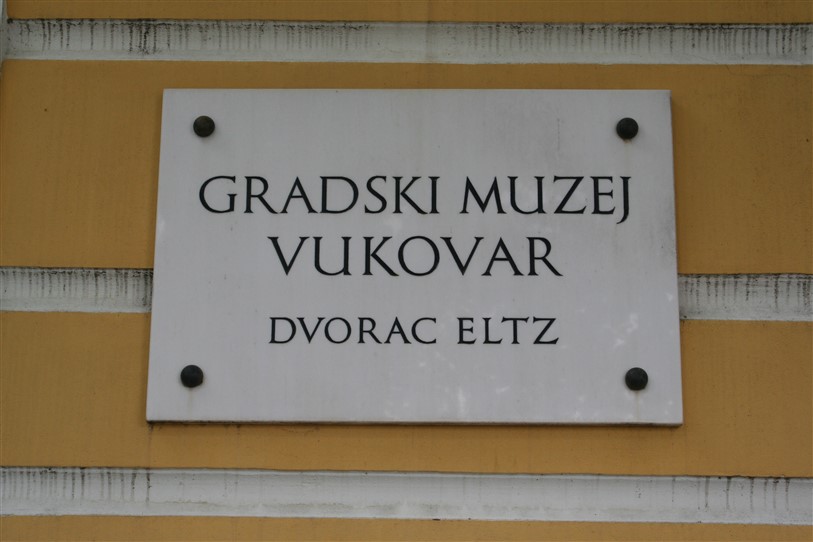 GRADSKI MUZEJ
VUKOVAR
DVORAC ELTZ